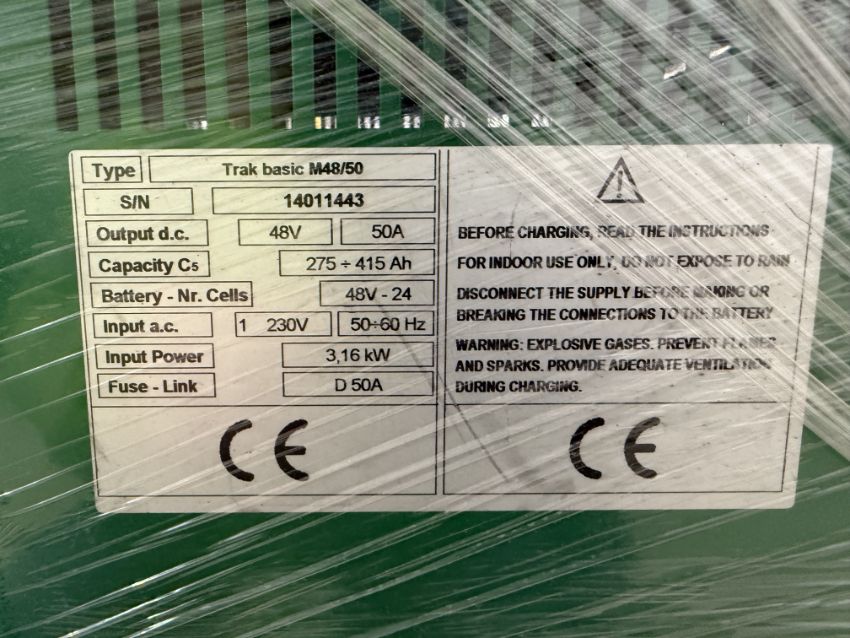 Type Trak basic M48/50
S/N 14011443
Output d.c. 48V 50A
Capacity C5 275 ÷ 415 Ah
Battery - Nr. Cells 48V - 24
Input a.c. 1 230V 50÷60 Hz
Input Power 3,16 kW
Fuse - Link D 50A
CE
BEFORE CHARGING, READ THE INSTRUCTIONS
FOR INDOOR USE ONLY, DO NOT EXPOSE TO RAIN
DISCONNECT THE SUPPLY BEFORE MAKING OR
BREAKING THE CONNECTIONS TO THE BATTERY
WARNING: EXPLOSIVE GASES. PREVENT FLAMES
AND SPARKS. PROVIDE ADEQUATE VENTILATION
DURING CHARGING.
CE